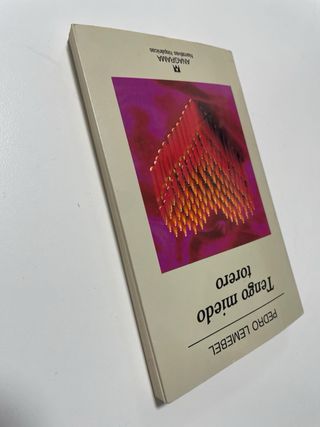 PEDRO LEMEBEL
Tengo miedo
torero
ANAGRAMA
Narrativas hispánicas